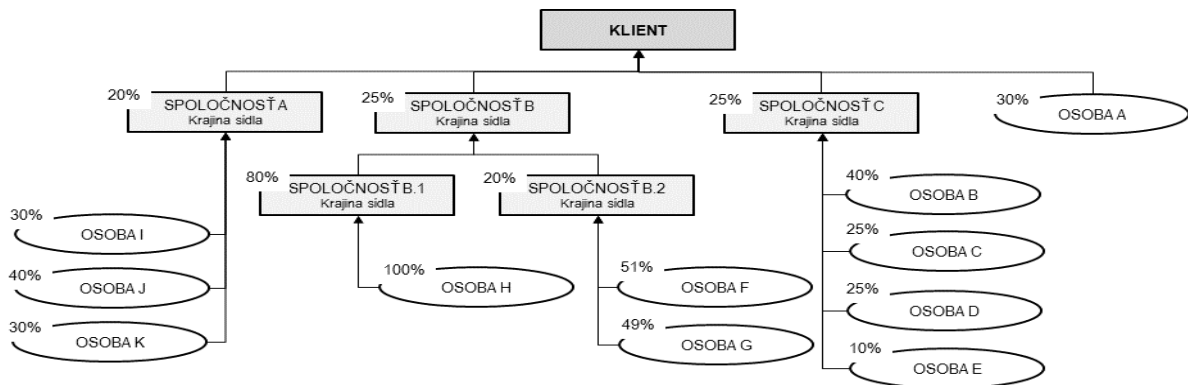 KLIENT
20%
SPOLOČNOSŤ A
Krajina sídla
25%
SPOLOČNOSŤ B
Krajina sídla
25%
SPOLOČNOSŤ C
Krajina sídla
30%
OSOBA A
80%
SPOLOČNOSŤ B.1
Krajina sídla
20%
SPOLOČNOSŤ B.2
Krajina sídla
40%
OSOBA B
30%
OSOBA I
25%
OSOBA C
40%
OSOBA J
100%
OSOBA H
51%
OSOBA F
25%
OSOBA D
30%
OSOBA K
49%
OSOBA G
10%
OSOBA E